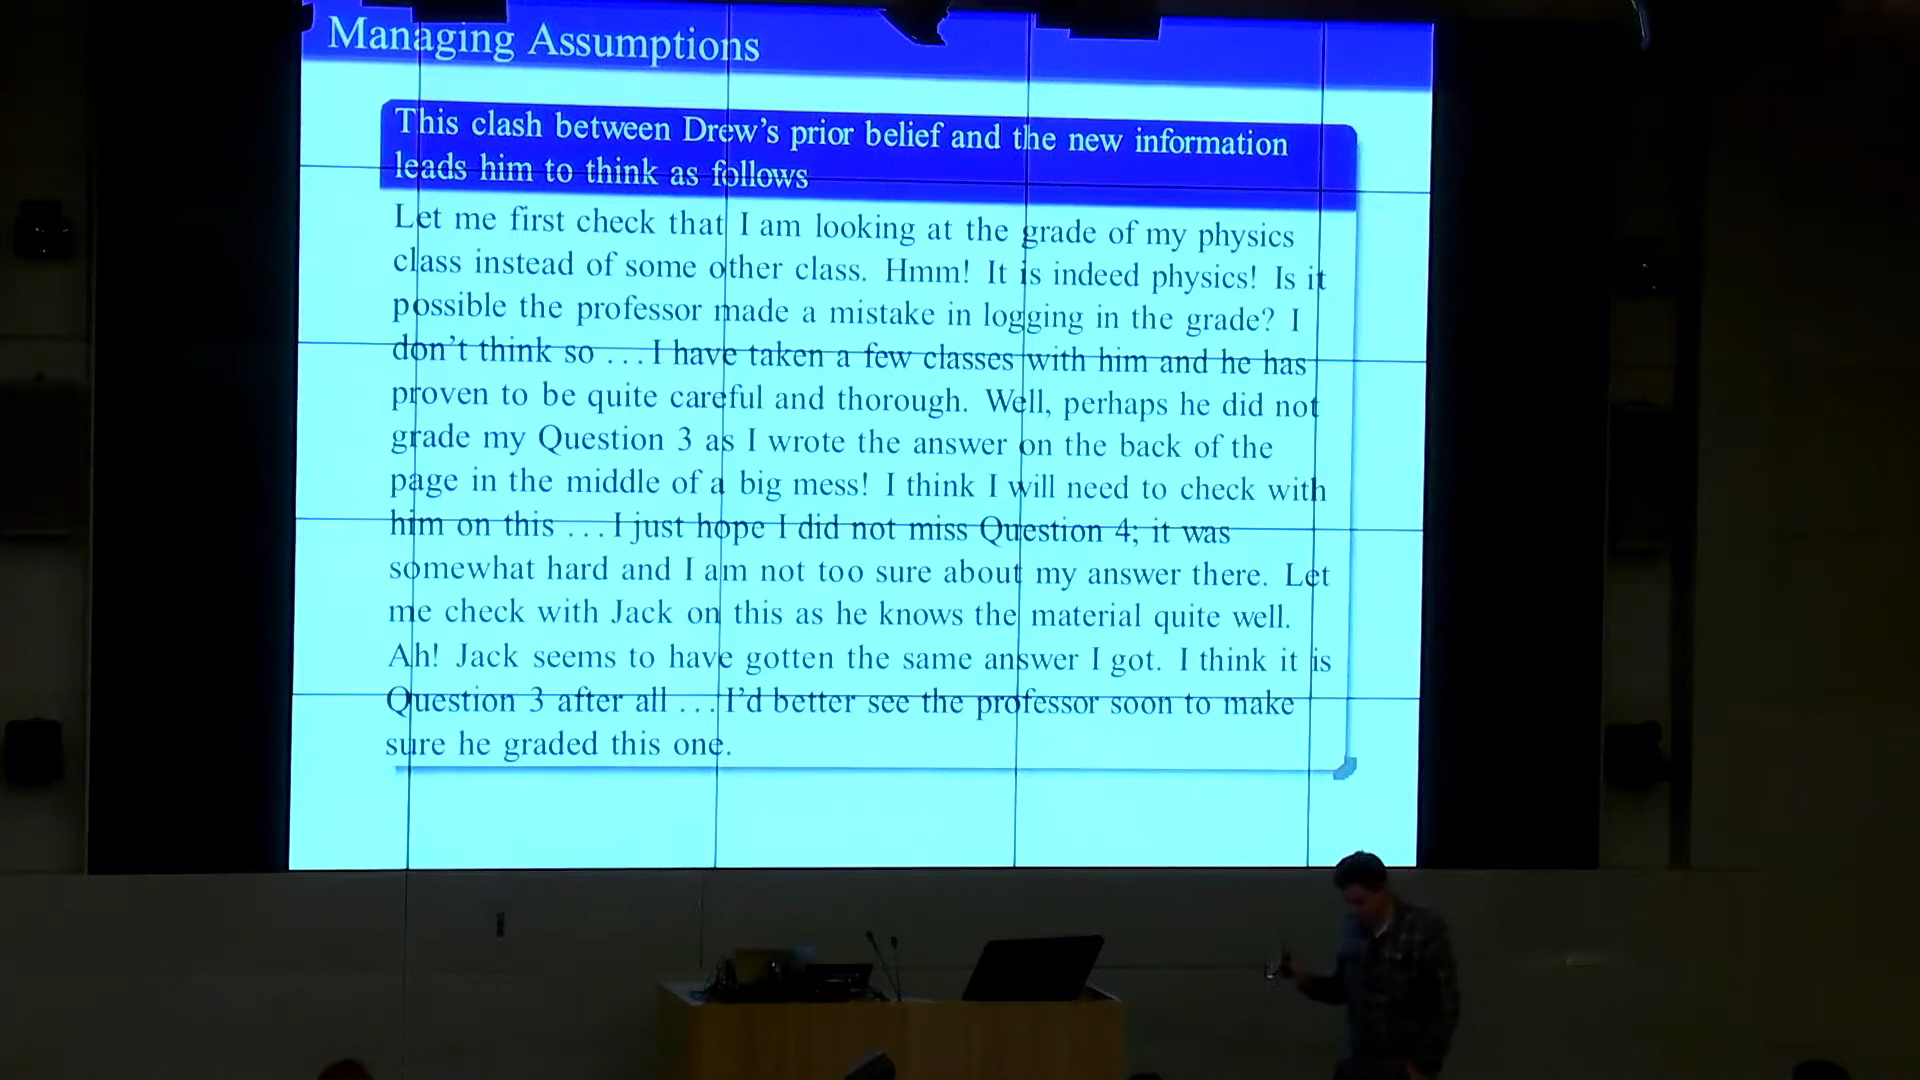 Managing Assumptions
This clash between Drew's prior belief and the new information
leads him to think as follows
Let me first check that I am looking at the grade of my physics
class instead of some other class. Hmm! It is indeed physics! Is it
possible the professor made a mistake in logging in the grade? I
don't think so ... I have taken a few classes with him and he has
proven to be quite careful and thorough. Well, perhaps he did not
grade my Question 3 as I wrote the answer on the back of the
page in the middle of a big mess! I think I will need to check with
him on this ... I just hope I did not miss Question 4; it was
somewhat hard and I am not too sure about my answer there. Let
me check with Jack on this as he knows the material quite well.
Ah! Jack seems to have gotten the same answer I got. I think it is
Question 3 after all ... I'd better see the professor soon to make
sure he graded this one.